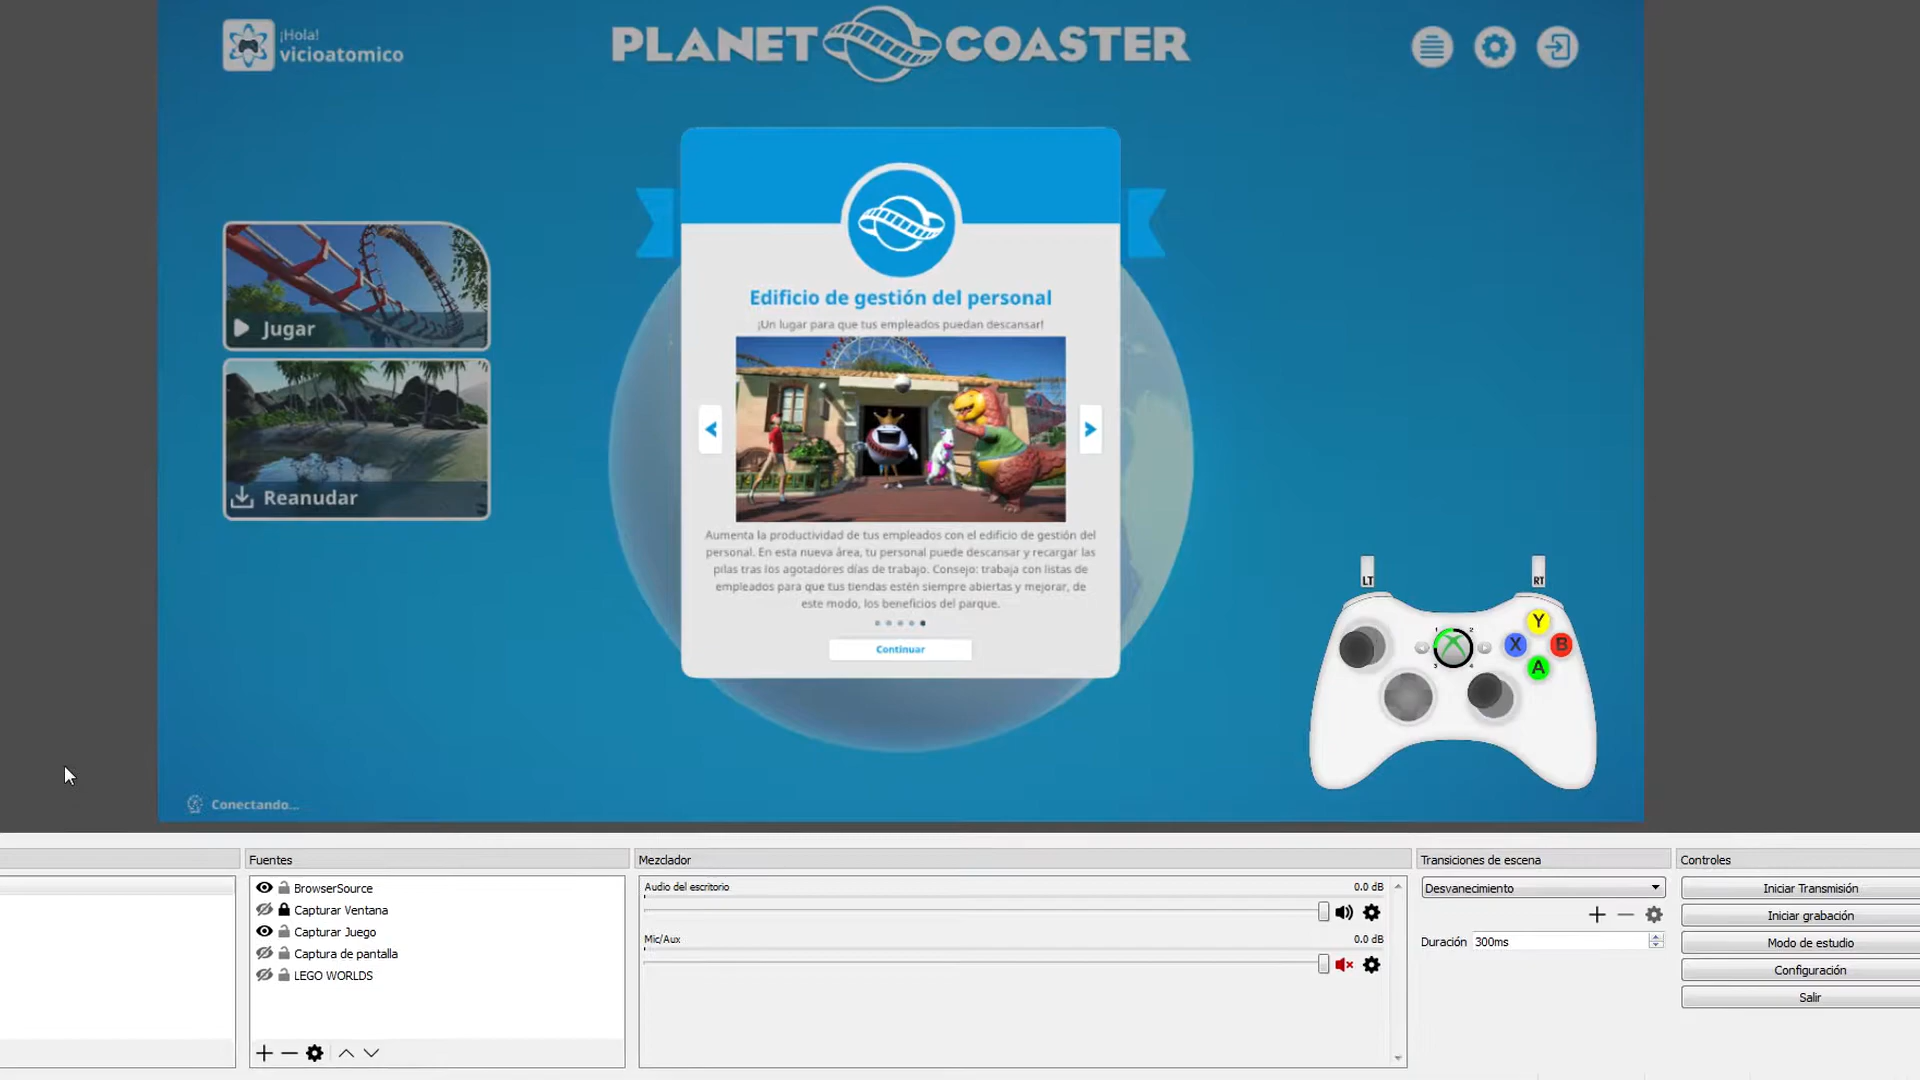 ¡Hola!
vicioatomico
PLANET COASTER
Edificio de gestión del personal
¡Un lugar para que tus empleados puedan descansar!
Jugar
Reanudar
Aumenta la productividad de tus empleados con el edificio de gestión del
personal. En esta nueva área, tu personal puede descansar y recargar las
pilas tras los agotadores días de trabajo. Consejo: trabaja con listas de
empleados para que tus tiendas estén siempre abiertas y mejorar, de
este modo, los beneficios del parque.
Continuar
LT
RT
Y
X
B
A
1
2
3
4
Conectando...
Fuentes
BrowserSource
Capturar Ventana
Capturar Juego
Captura de pantalla
LEGO WORLDS
Mezclador
Audio del escritorio
0.0 dB
Mic/Aux
0.0 dB
Transiciones de escena
Desvanecimiento
Duración
300ms
Controles
Iniciar Transmisión
Iniciar grabación
Modo de estudio
Configuración
Salir